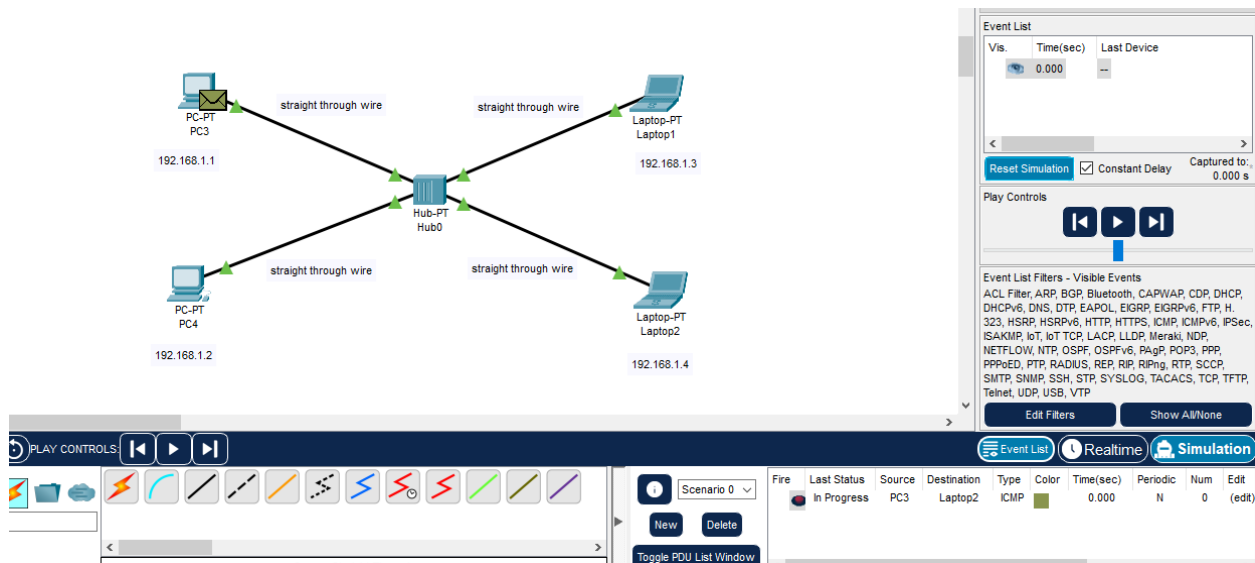 straight through wire
straight through wire
PC-PT
PC3
192.168.1.1
Laptop-PT
Laptop1
192.168.1.3
Hub-PT
Hub0
straight through wire
straight through wire
PC-PT
PC4
192.168.1.2
Laptop-PT
Laptop2
192.168.1.4
Event List
Vis. Time(sec) Last Device
0.000 --
Reset Simulation Constant Delay Captured to:
0.000 s
Play Controls
Event List Filters - Visible Events
ACL Filter, ARP, BGP, Bluetooth, CAPWAP, CDP, DHCP,
DHCPv6, DNS, DTP, EAPOL, EIGRP, EIGRPv6, FTP, H.
323, HSRP, HSRPv6, HTTP, HTTPS, ICMP, ICMPv6, IPSec,
ISAKMP, IoT, IoT TCP, LACP, LLDP, Meraki, NDP,
NETFLOW, NTP, OSPF, OSPFv6, PAgP, POP3, PPP,
PPPoED, PTP, RADIUS, REP, RIP, RIPng, RTP, SCCP,
SMTP, SNMP, SSH, STP, SYSLOG, TACACS, TCP, TFTP,
Telnet, UDP, USB, VTP
Edit Filters Show All/None
PLAY CONTROLS:
Event List Realtime Simulation
Scenario 0
New Delete
Toggle PDU List Window
Fire Last Status Source Destination Type Color Time(sec) Periodic Num Edit
In Progress PC3 Laptop2 ICMP 0.000 N 0 (edit)